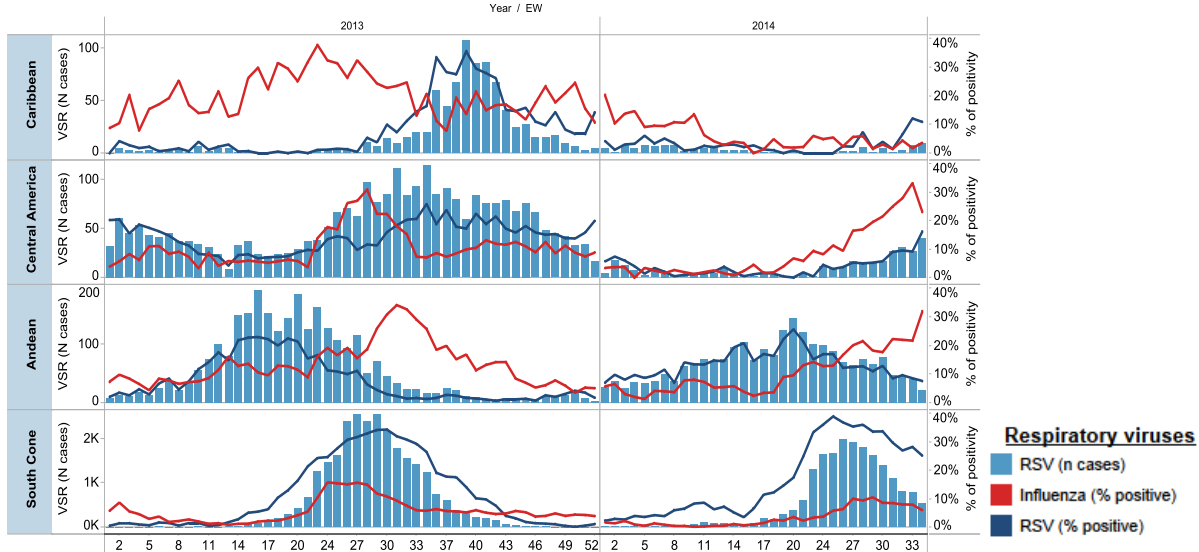 Year / EW
2013 2014
Caribbean
VSR (N cases)
100
50
0
40%
30%
20%
10%
0%
% of positivity
Central America
VSR (N cases)
100
50
0
40%
30%
20%
10%
0%
% of positivity
Andean
VSR (N cases)
200
100
0
40%
30%
20%
10%
0%
% of positivity
South Cone
VSR (N cases)
2K
1K
0K
40%
30%
20%
10%
0%
% of positivity
2 5 8 11 14 17 20 24 27 30 33 37 40 43 46 49 52 2 5 8 11 14 17 20 24 27 30 33
Respiratory viruses
RSV (n cases)
Influenza (% positive)
RSV (% positive)